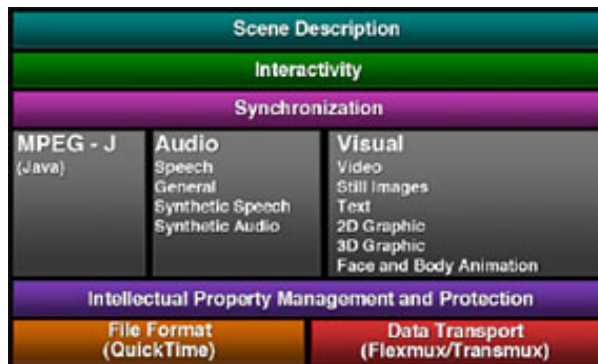 Scene Description
Interactivity
Synchronization
MPEG - J
(Java)
Audio
Speech
General
Synthetic Speech
Synthetic Audio
Visual
Video
Still Images
Text
2D Graphic
3D Graphic
Face and Body Animation
Intellectual Property Management and Protection
File Format
(QuickTime)
Data Transport
(Flexmux/Transmux)